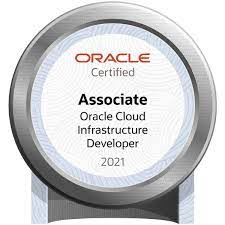 ORACLE
Certified
Associate
Oracle Cloud
Infrastructure
Developer
2021